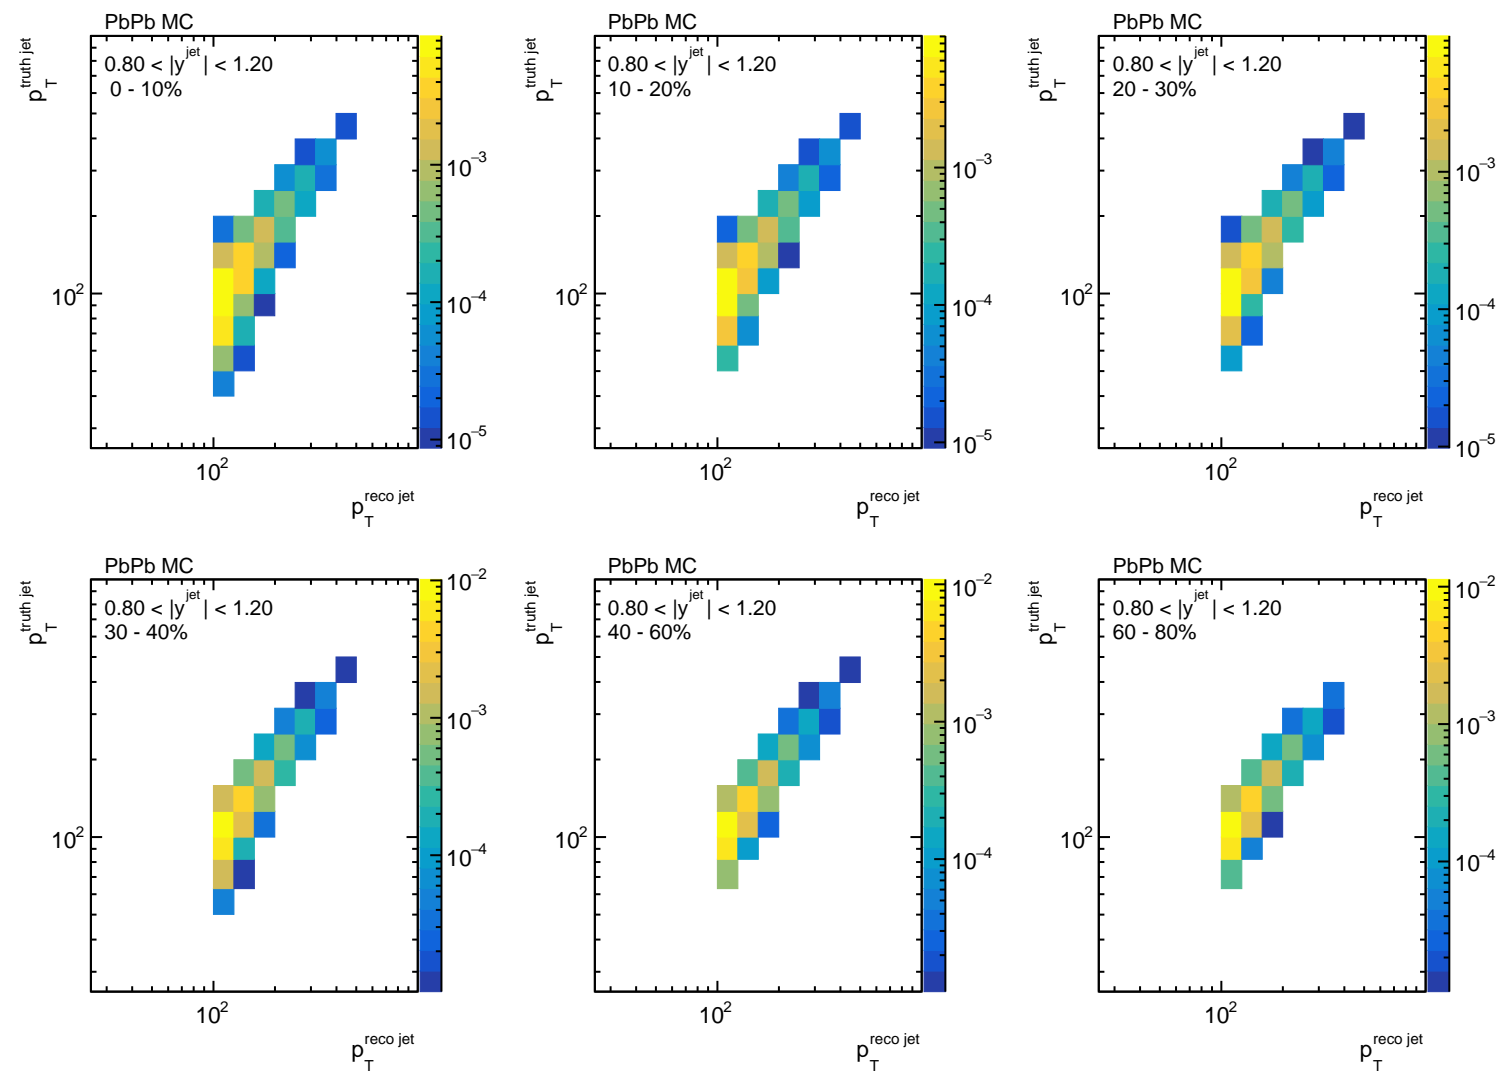 PbPb MC
0.80 < |y^jet| < 1.20
0 - 10%
p_T^truth jet
10^2
10^2
p_T^reco jet
10^−3
10^−4
10^−5
PbPb MC
0.80 < |y^jet| < 1.20
10 - 20%
p_T^truth jet
10^2
10^2
p_T^reco jet
10^−3
10^−4
10^−5
PbPb MC
0.80 < |y^jet| < 1.20
20 - 30%
p_T^truth jet
10^2
10^2
p_T^reco jet
10^−3
10^−4
10^−5
PbPb MC
0.80 < |y^jet| < 1.20
30 - 40%
p_T^truth jet
10^2
10^2
p_T^reco jet
10^−2
10^−3
10^−4
PbPb MC
0.80 < |y^jet| < 1.20
40 - 60%
p_T^truth jet
10^2
10^2
p_T^reco jet
10^−2
10^−3
10^−4
PbPb MC
0.80 < |y^jet| < 1.20
60 - 80%
p_T^truth jet
10^2
10^2
p_T^reco jet
10^−2
10^−3
10^−4